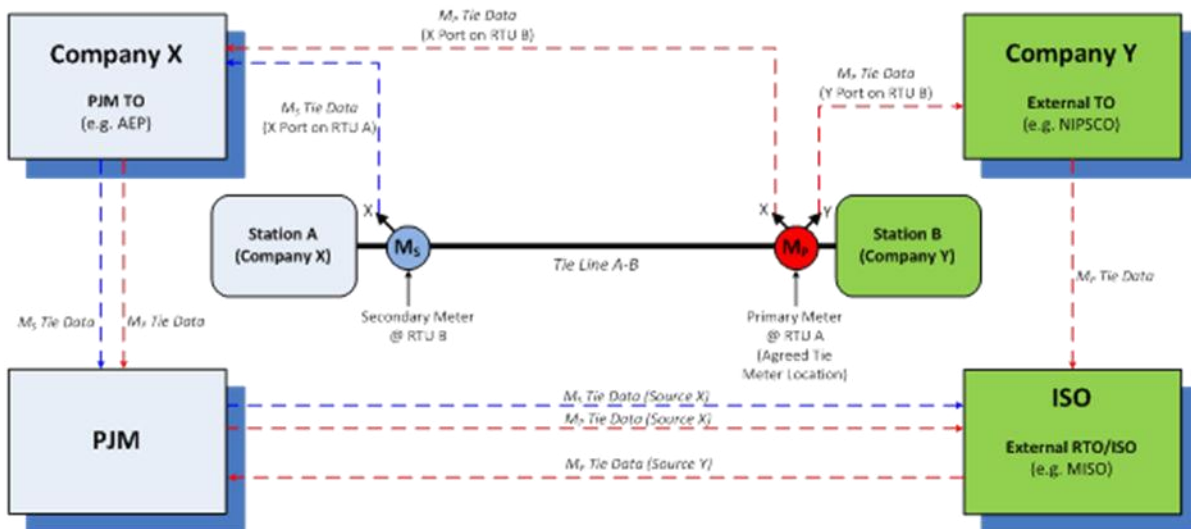 Company X
PJM TO
(e.g. AEP)
Mₚ Tie Data
(X Port on RTU B)
Mₛ Tie Data
(X Port on RTU A)
Mₚ Tie Data
(Y Port on RTU B)
Company Y
External TO
(e.g. NIPSCO)
Station A
(Company X)
X
Mₛ
Tie Line A-B
X
Y
Mₚ
Station B
(Company Y)
Secondary Meter
@ RTU B
Primary Meter
@ RTU A
(Agreed Tie
Meter Location)
Mₛ Tie Data
Mₚ Tie Data
Mₚ Tie Data
PJM
Mₛ Tie Data (Source X)
Mₚ Tie Data (Source X)
Mₚ Tie Data (Source Y)
ISO
External RTO/ISO
(e.g. MISO)